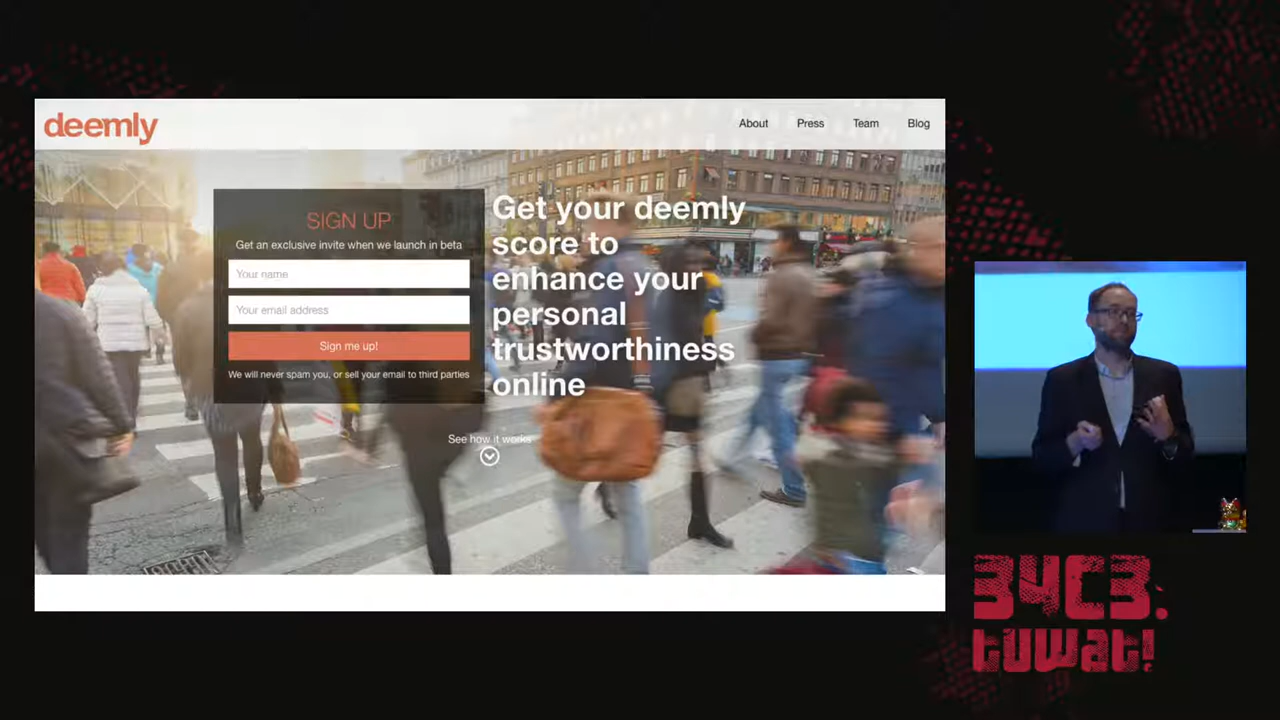 deemly
About Press Team Blog
SIGN UP
Get an exclusive invite when we launch in beta
Your name
Your email address
Sign me up!
We will never spam you, or sell your email to third parties
Get your deemly
score to
enhance your
personal
trustworthiness
online
See how it works
34C3.
tuwat!